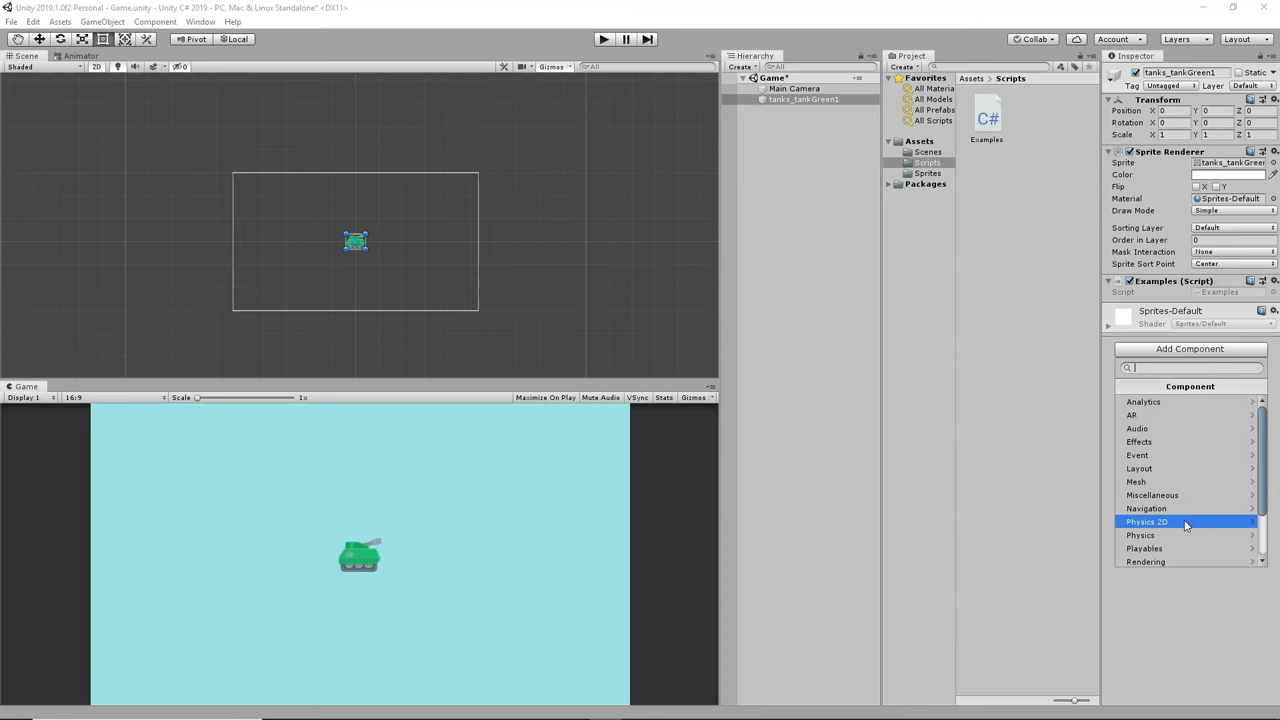 Unity 2019.1.0f2 Personal - Game.unity - Unity C# 2019 - PC, Mac & Linux Standalone* <DX11>
File Edit Assets GameObject Component Window Help
Pivot Local Collab Account Layers Layout
Scene Animator
Shaded 2D 0 Gizmos All
Game
Display 1 16:9 Scale 1x Maximize On Play Mute Audio VSync Stats Gizmos
Hierarchy
Create All
Game*
Main Camera
tanks_tankGreen1
Project
Create
Favorites
All Materia
All Models
All Prefabs
All Scripts
Assets
Scenes
Scripts
Sprites
Packages
Assets Scripts
C#
Examples
Inspector
tanks_tankGreen1 Static
Tag Untagged Layer Default
Transform
Position X 0 Y 0 Z 0
Rotation X 0 Y 0 Z 0
Scale X 1 Y 1 Z 1
Sprite Renderer
Sprite tanks_tankGreer
Color
Flip X Y
Material Sprites-Default
Draw Mode Simple
Sorting Layer Default
Order in Layer 0
Mask Interaction None
Sprite Sort Point Center
Examples (Script)
Script Examples
Sprites-Default
Shader Sprites/Default
Add Component
Component
Analytics
AR
Audio
Effects
Event
Layout
Mesh
Miscellaneous
Navigation
Physics 2D
Physics
Playables
Rendering